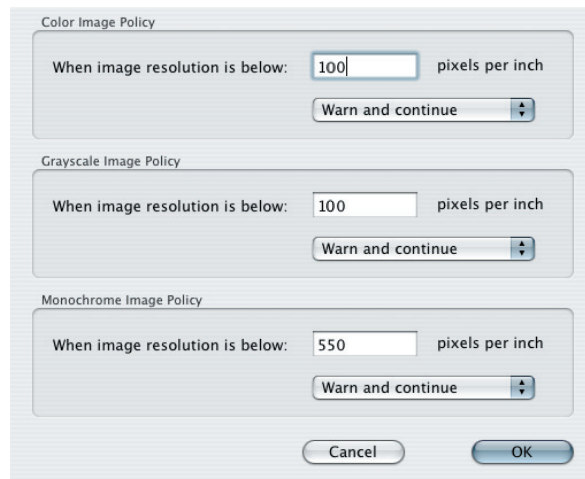 Color Image Policy
When image resolution is below: 100 pixels per inch
Warn and continue
Grayscale Image Policy
When image resolution is below: 100 pixels per inch
Warn and continue
Monochrome Image Policy
When image resolution is below: 550 pixels per inch
Warn and continue
Cancel OK